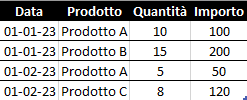 Data Prodotto Quantità Importo
01-01-23 Prodotto A 10 100
01-01-23 Prodotto B 15 200
01-02-23 Prodotto A 5 50
01-02-23 Prodotto C 8 120